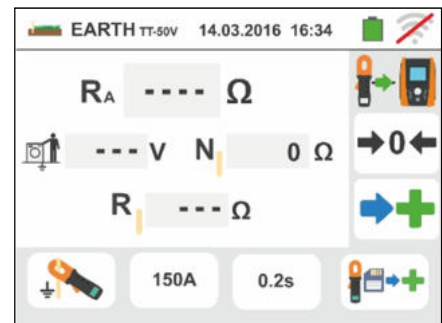 EARTH TT-50V 14.03.2016 16:34
RA ---- Ω
--- V N 0 Ω
→0←
R --- Ω
150A 0.2s